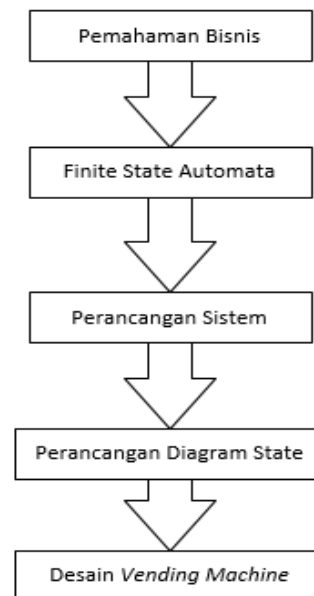 Pemahaman Bisnis
Finite State Automata
Perancangan Sistem
Perancangan Diagram State
Desain Vending Machine